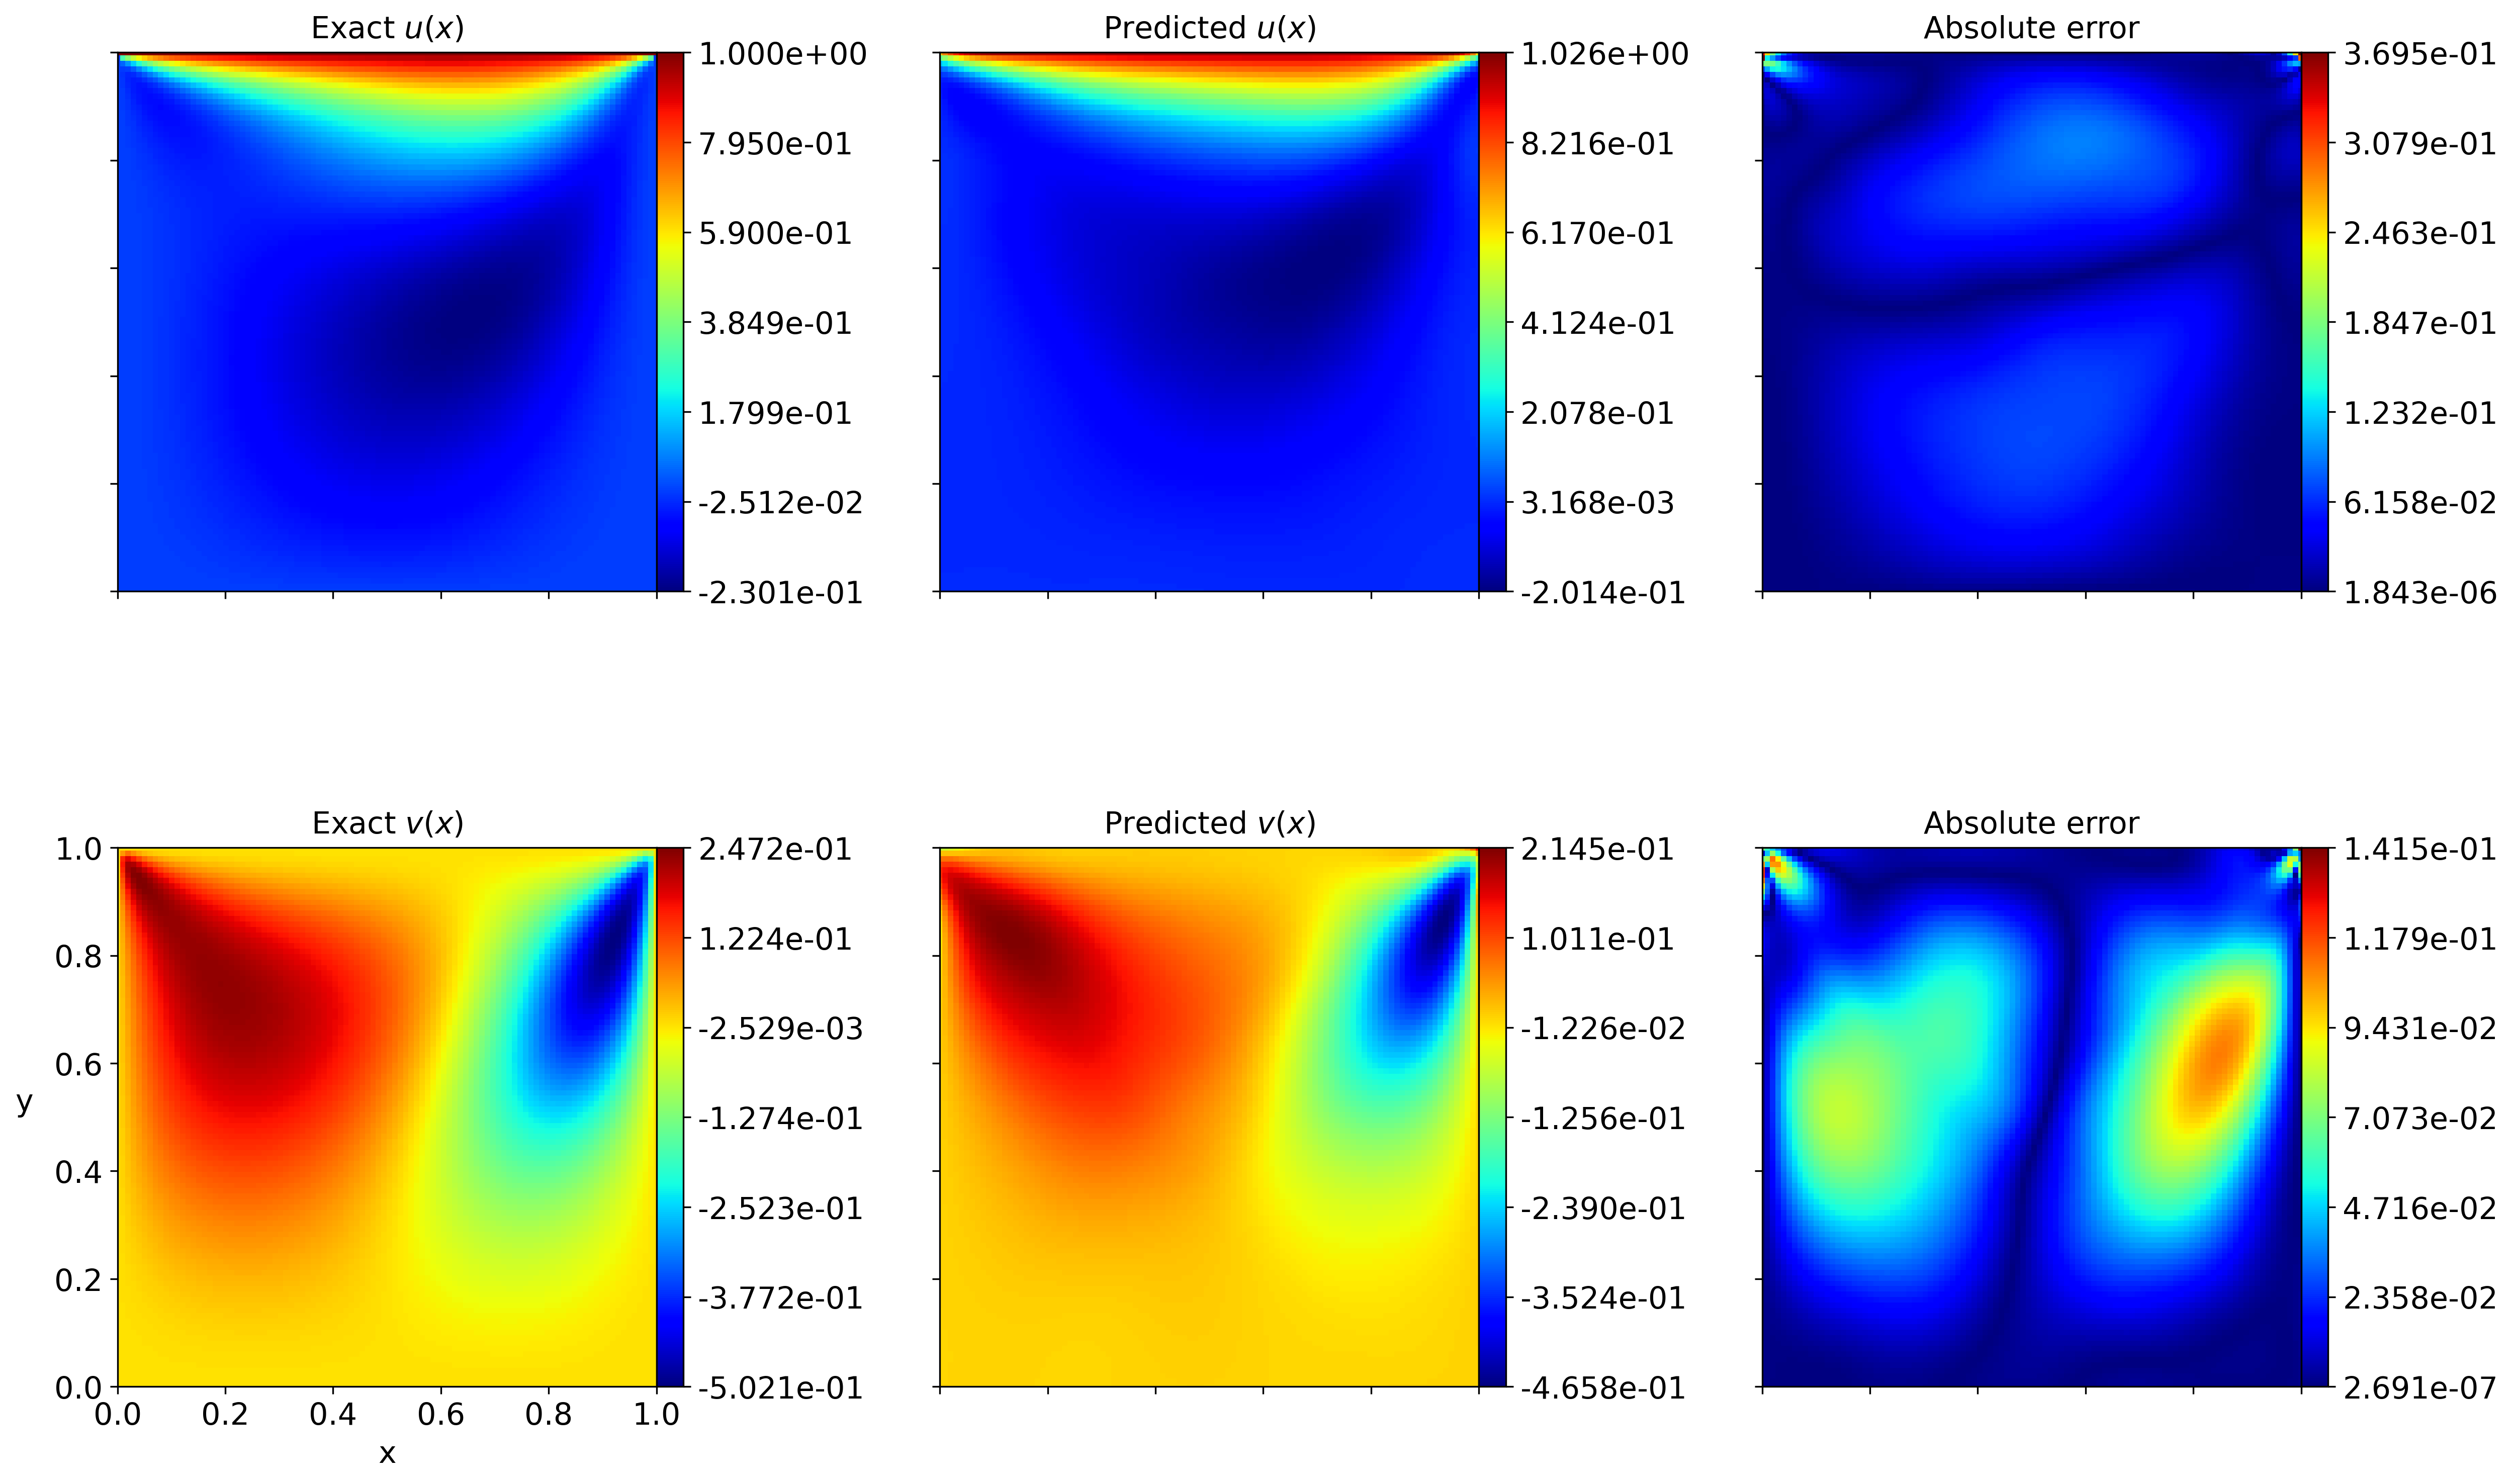 Exact u(x)
1.000e+00
7.950e-01
5.900e-01
3.849e-01
1.799e-01
-2.512e-02
-2.301e-01
Predicted u(x)
1.026e+00
8.216e-01
6.170e-01
4.124e-01
2.078e-01
3.168e-03
-2.014e-01
Absolute error
3.695e-01
3.079e-01
2.463e-01
1.847e-01
1.232e-01
6.158e-02
1.843e-06
Exact v(x)
y
1.0
0.8
0.6
0.4
0.2
0.0
0.0 0.2 0.4 0.6 0.8 1.0
x
2.472e-01
1.224e-01
-2.529e-03
-1.274e-01
-2.523e-01
-3.772e-01
-5.021e-01
Predicted v(x)
2.145e-01
1.011e-01
-1.226e-02
-1.256e-01
-2.390e-01
-3.524e-01
-4.658e-01
Absolute error
1.415e-01
1.179e-01
9.431e-02
7.073e-02
4.716e-02
2.358e-02
2.691e-07